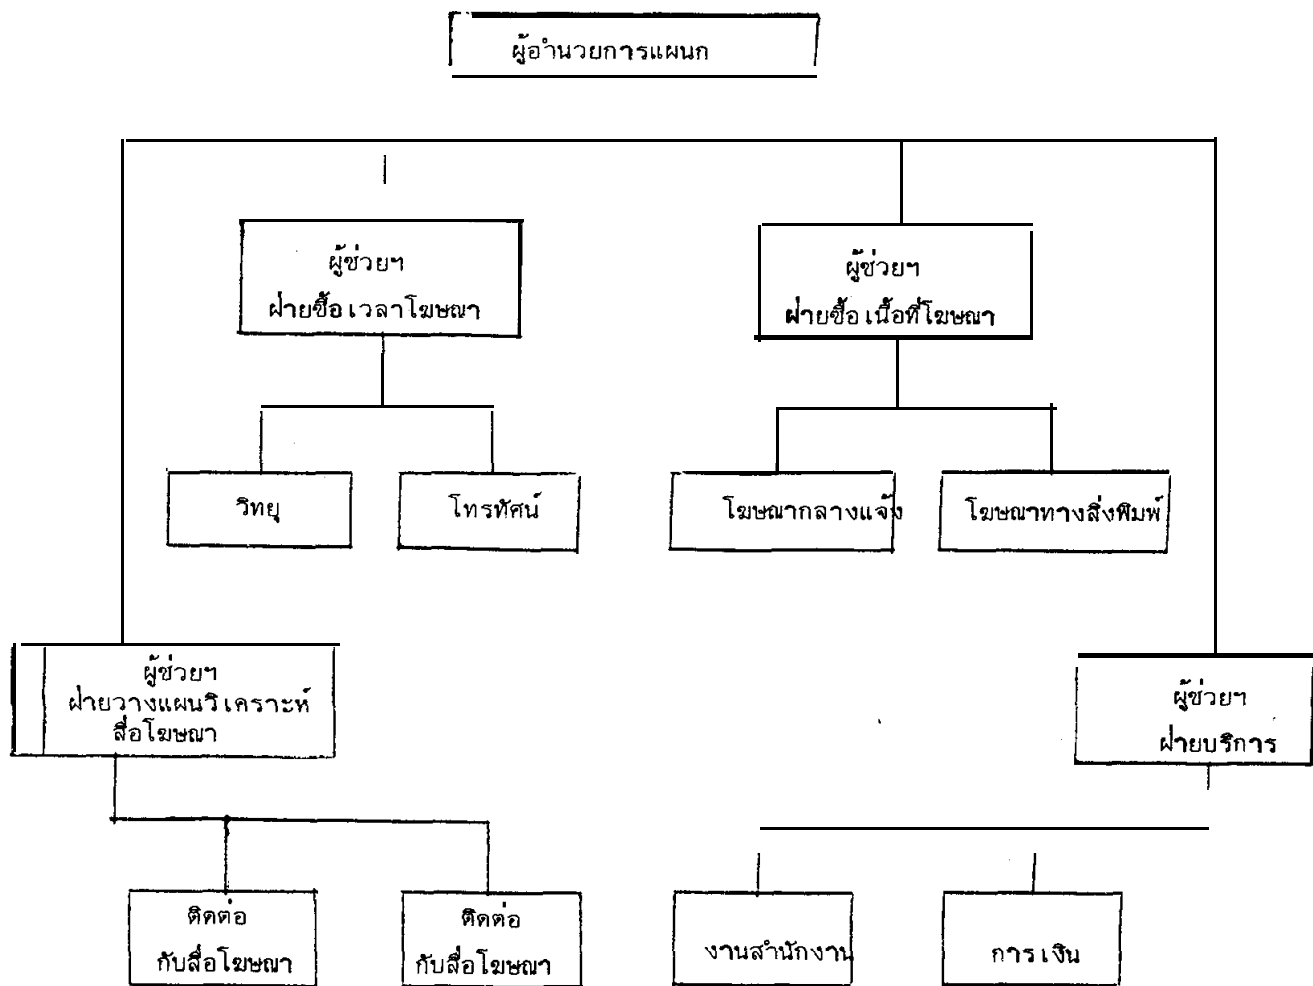 ผู้อำนวยการแผนก
ผู้ช่วยฯ
ฝ่ายซื้อเวลาโฆษณา
ผู้ช่วยฯ
ฝ่ายซื้อเนื้อที่โฆษณา
วิทยุ
โทรทัศน์
โฆษณากลางแจ้ง
โฆษณาทางสิ่งพิมพ์
ผู้ช่วยฯ
ฝ่ายวางแผนวิเคราะห์
สื่อโฆษณา
ผู้ช่วยฯ
ฝ่ายบริการ
ติดต่อ
กับสื่อโฆษณา
ติดต่อ
กับสื่อโฆษณา
งานสำนักงาน
การเงิน